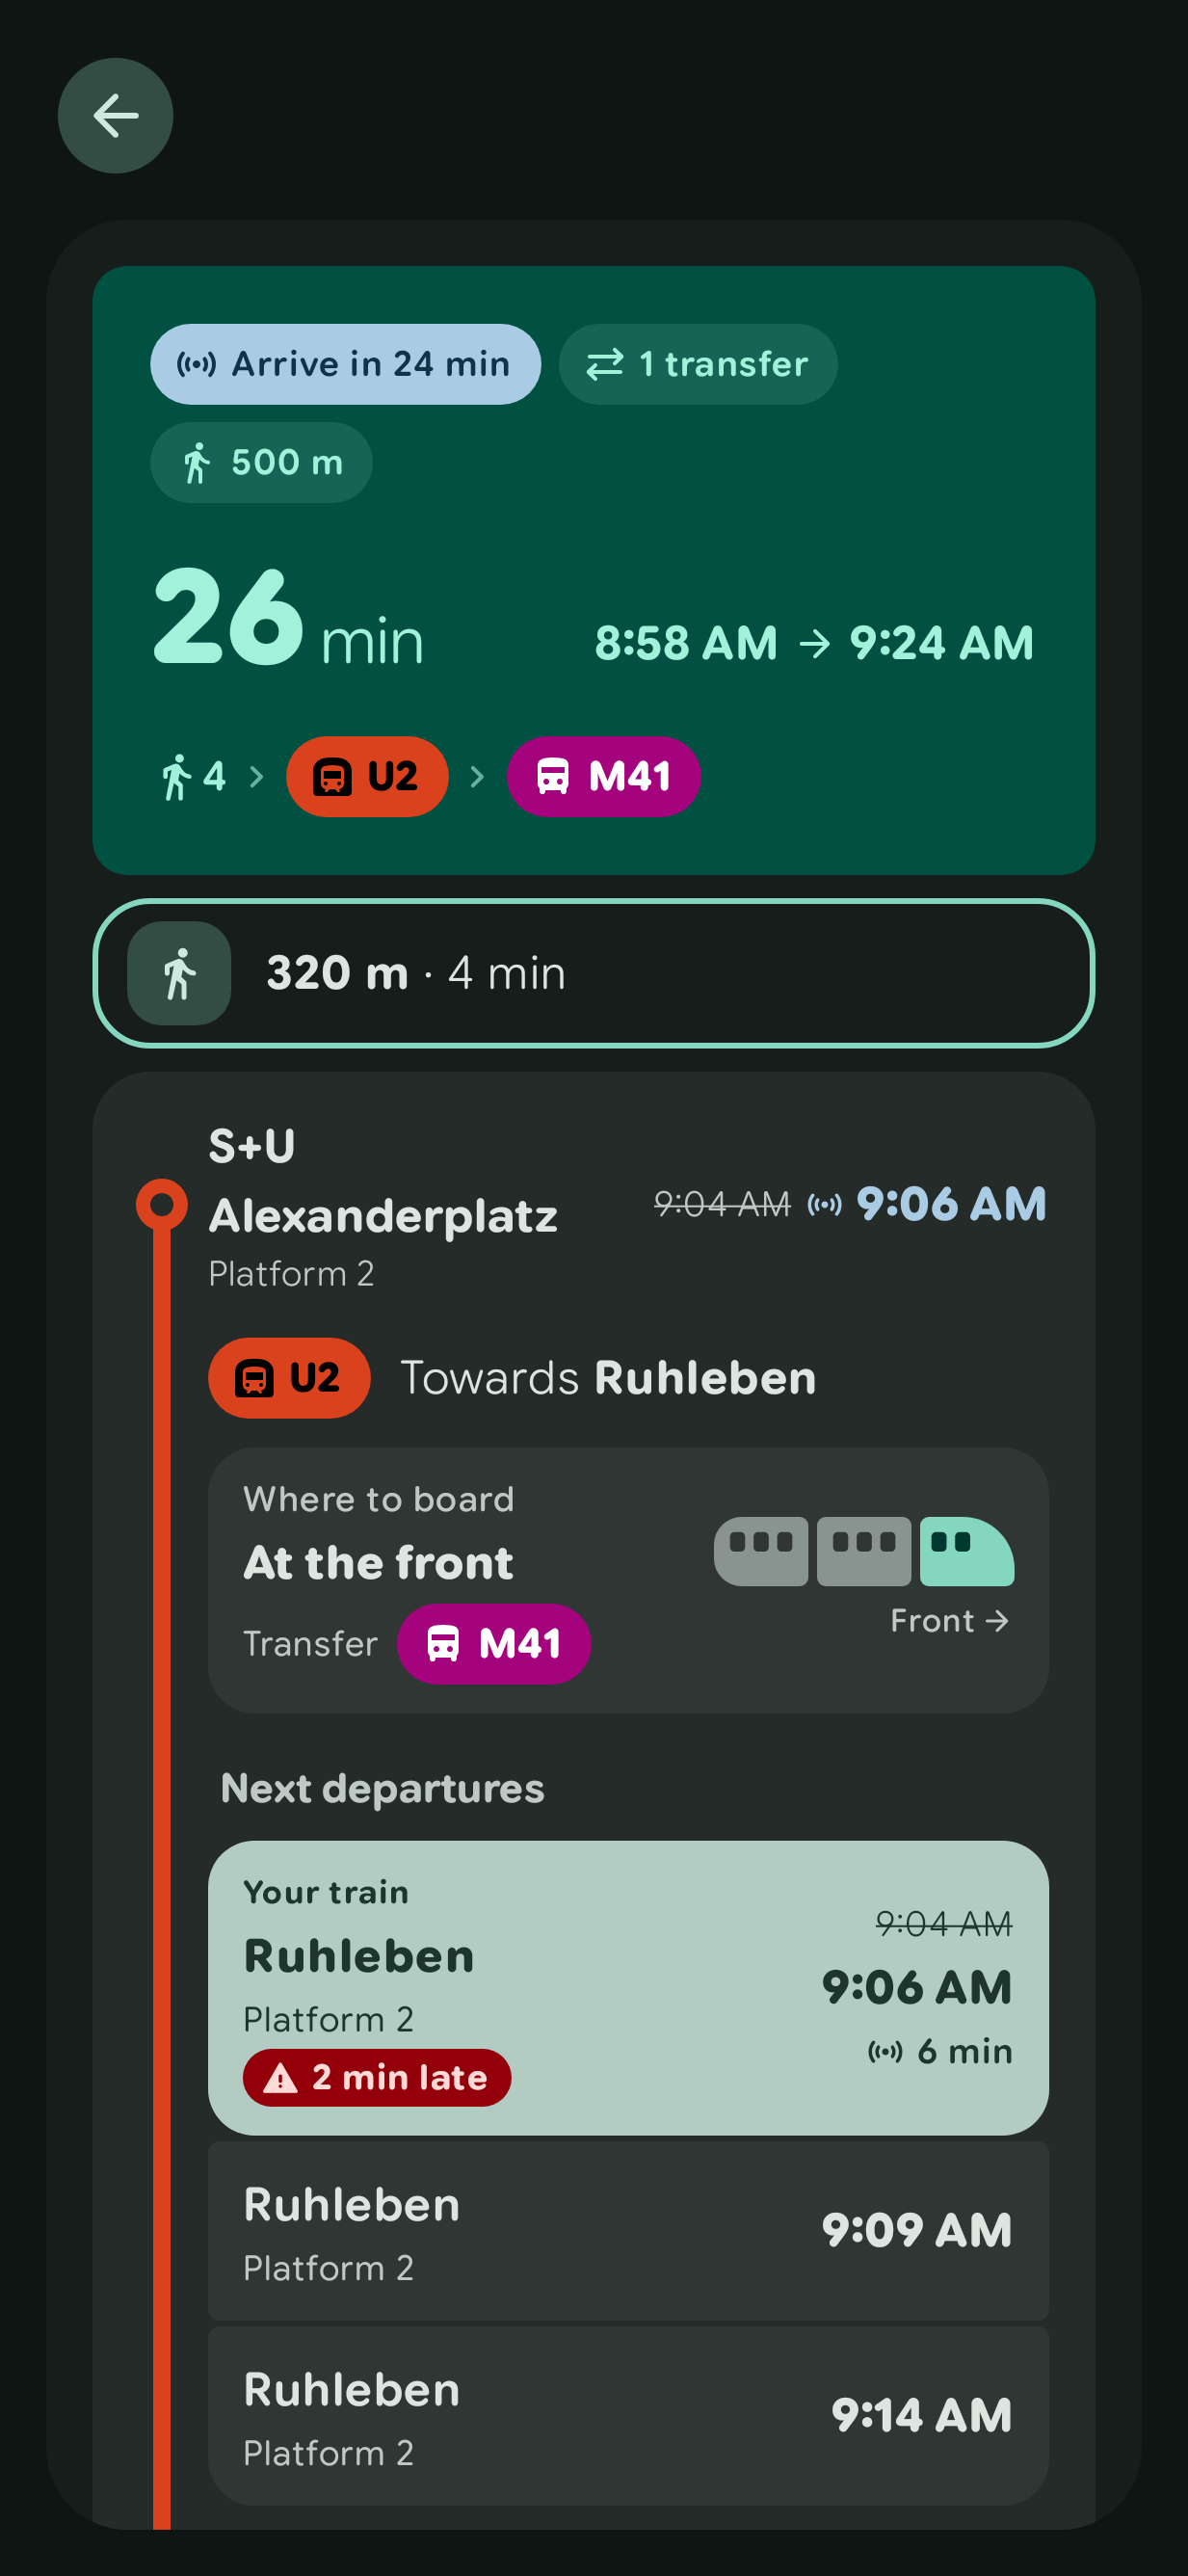 Arrive in 24 min
1 transfer
500 m
26 min
8:58 AM → 9:24 AM
4 > U2 > M41
320 m · 4 min
S+U
Alexanderplatz
9:04 AM 9:06 AM
Platform 2
U2 Towards Ruhleben
Where to board
At the front
Front →
Transfer M41
Next departures
Your train
Ruhleben
Platform 2
2 min late
9:04 AM
9:06 AM
6 min
Ruhleben
Platform 2
9:09 AM
Ruhleben
Platform 2
9:14 AM